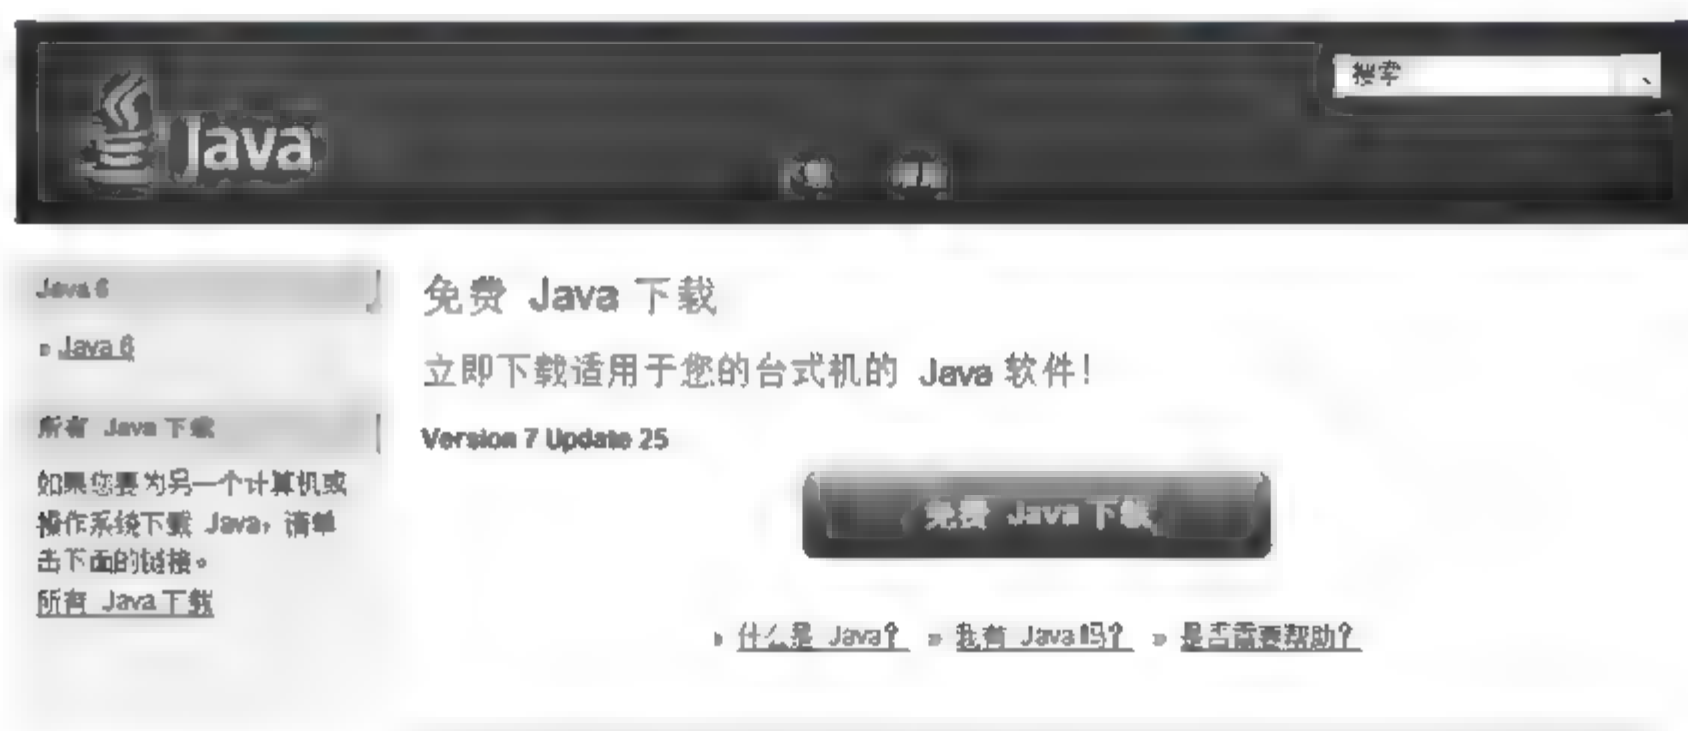 搜索
Java
Java 6
Java 6
所有 Java 下载
如果您要为另一个计算机或
操作系统下载 Java，请单
击下面的链接。
所有 Java 下载
免费 Java 下载
立即下载适用于您的台式机的 Java 软件！
Version 7 Update 25
免费 Java 下载
» 什么是 Java？ » 我有 Java 吗？ » 是否需要帮助？